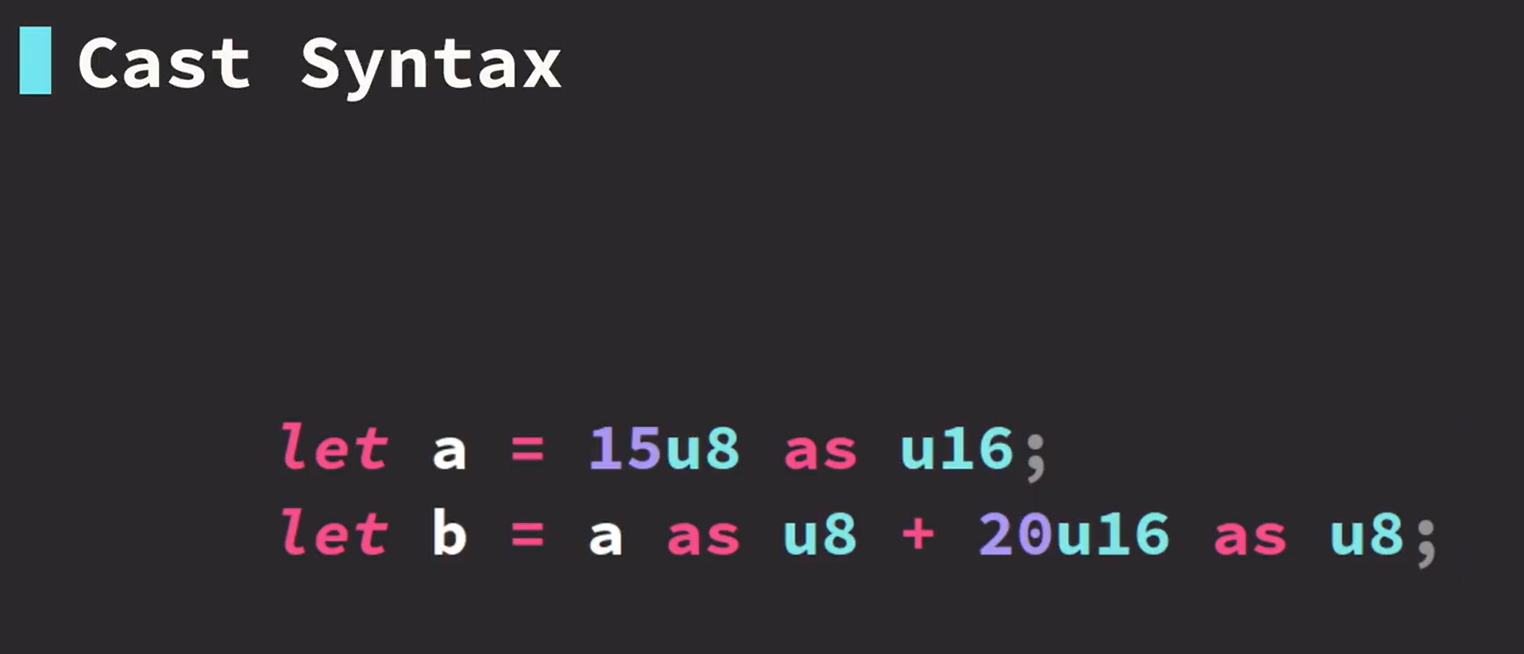 Cast Syntax
let a = 15u8 as u16;
let b = a as u8 + 20u16 as u8;